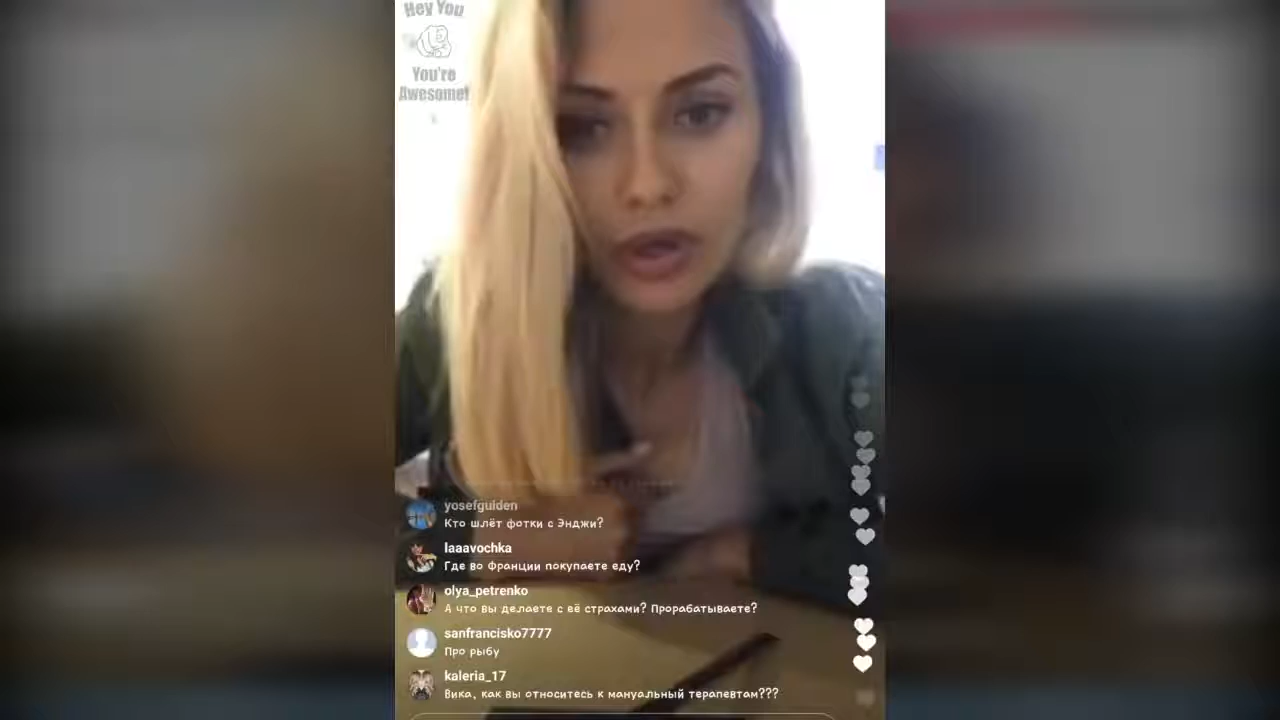 Hey You
You're
Awesome!
yosefguiden
Кто шлёт фотки с Энджи?
laaavochka
Где во Франции покупаете еду?
olya_petrenko
А что вы делаете с её страхами? Прорабатываете?
sanfrancisko7777
Про рыбу
kaleria_17
Вика, как вы относитесь к мануальный терапевтам???